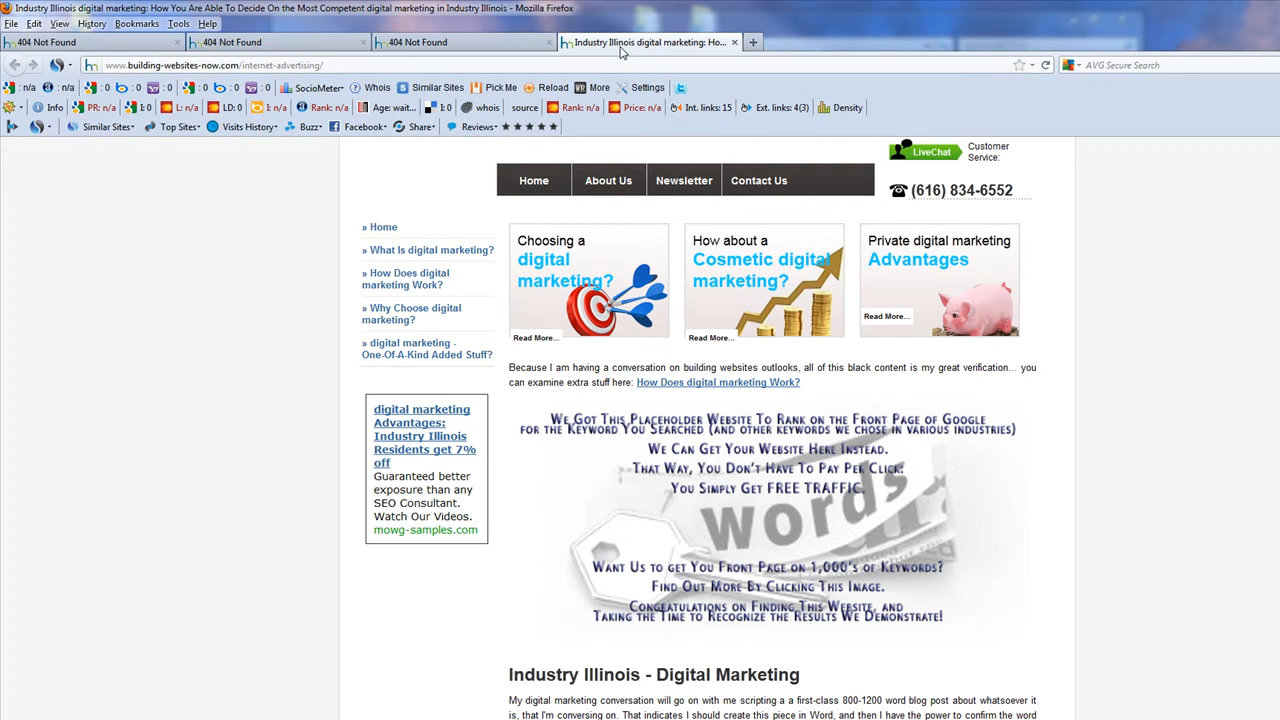 Industry Illinois digital marketing: How You Are Able To Decide On the Most Competent digital marketing in Industry Illinois - Mozilla Firefox
File Edit View History Bookmarks Tools Help
404 Not Found × 404 Not Found × 404 Not Found × Industry Illinois digital marketing: Ho... × +
www.building-websites-now.com/internet-advertising/ AVG Secure Search
: n/a : n/a : 0 : 0 : 0 : 0 : 0 : 0 SocioMeter Whois Similar Sites Pick Me Reload More Settings
Info PR: n/a I: 0 L: n/a LD: 0 I: n/a Rank: n/a Age: wait... I: 0 whois source Rank: n/a Price: n/a Int. links: 15 Ext. links: 4(3) Density
Similar Sites Top Sites Visits History Buzz Facebook Share Reviews
LiveChat Customer
Service:
Home About Us Newsletter Contact Us
(616) 834-6552
» Home
» What Is digital marketing?
» How Does digital
marketing Work?
» Why Choose digital
marketing?
» digital marketing -
One-Of-A-Kind Added Stuff?
Choosing a
digital
marketing?
Read More...
How about a
Cosmetic digital
marketing?
Read More...
Private digital marketing
Advantages
Read More...
Because I am having a conversation on building websites outlooks, all of this black content is my great verification... you
can examine extra stuff here: How Does digital marketing Work?
digital marketing
Advantages:
Industry Illinois
Residents get 7%
off
Guaranteed better
exposure than any
SEO Consultant.
Watch Our Videos.
mowg-samples.com
We Got This Placeholder Website To Rank on the Front Page of Google
for the Keyword You Searched (and other keywords we chose in various industries)
We Can Get Your Website Here Instead.
That Way, You Don't Have To Pay Per Click:
You Simply Get FREE TRAFFIC.
words
Want Us to get You Front Page on 1,000's of Keywords?
Find Out More By Clicking This Image.
Congratulations on Finding This Website, and
Taking the Time to Recognize the Results We Demonstrate!
Industry Illinois - Digital Marketing
My digital marketing conversation will go on with me scripting a a first-class 800-1200 word blog post about whatsoever it
is, that I'm conversing on. That indicates I should create this piece in Word, and then I have the power to confirm the word